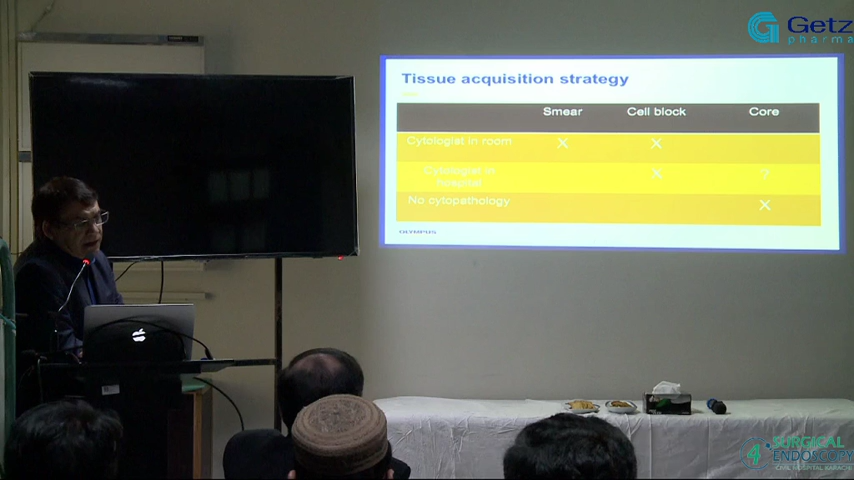 Getz
pharma
Tissue acquisition strategy
Smear Cell block Core
Cytologist in room X X
Cytologist in
hospital X ?
No cytopathology X
OLYMPUS
SURGICAL
ENDOSCOPY
CIVIL HOSPITAL KARACHI